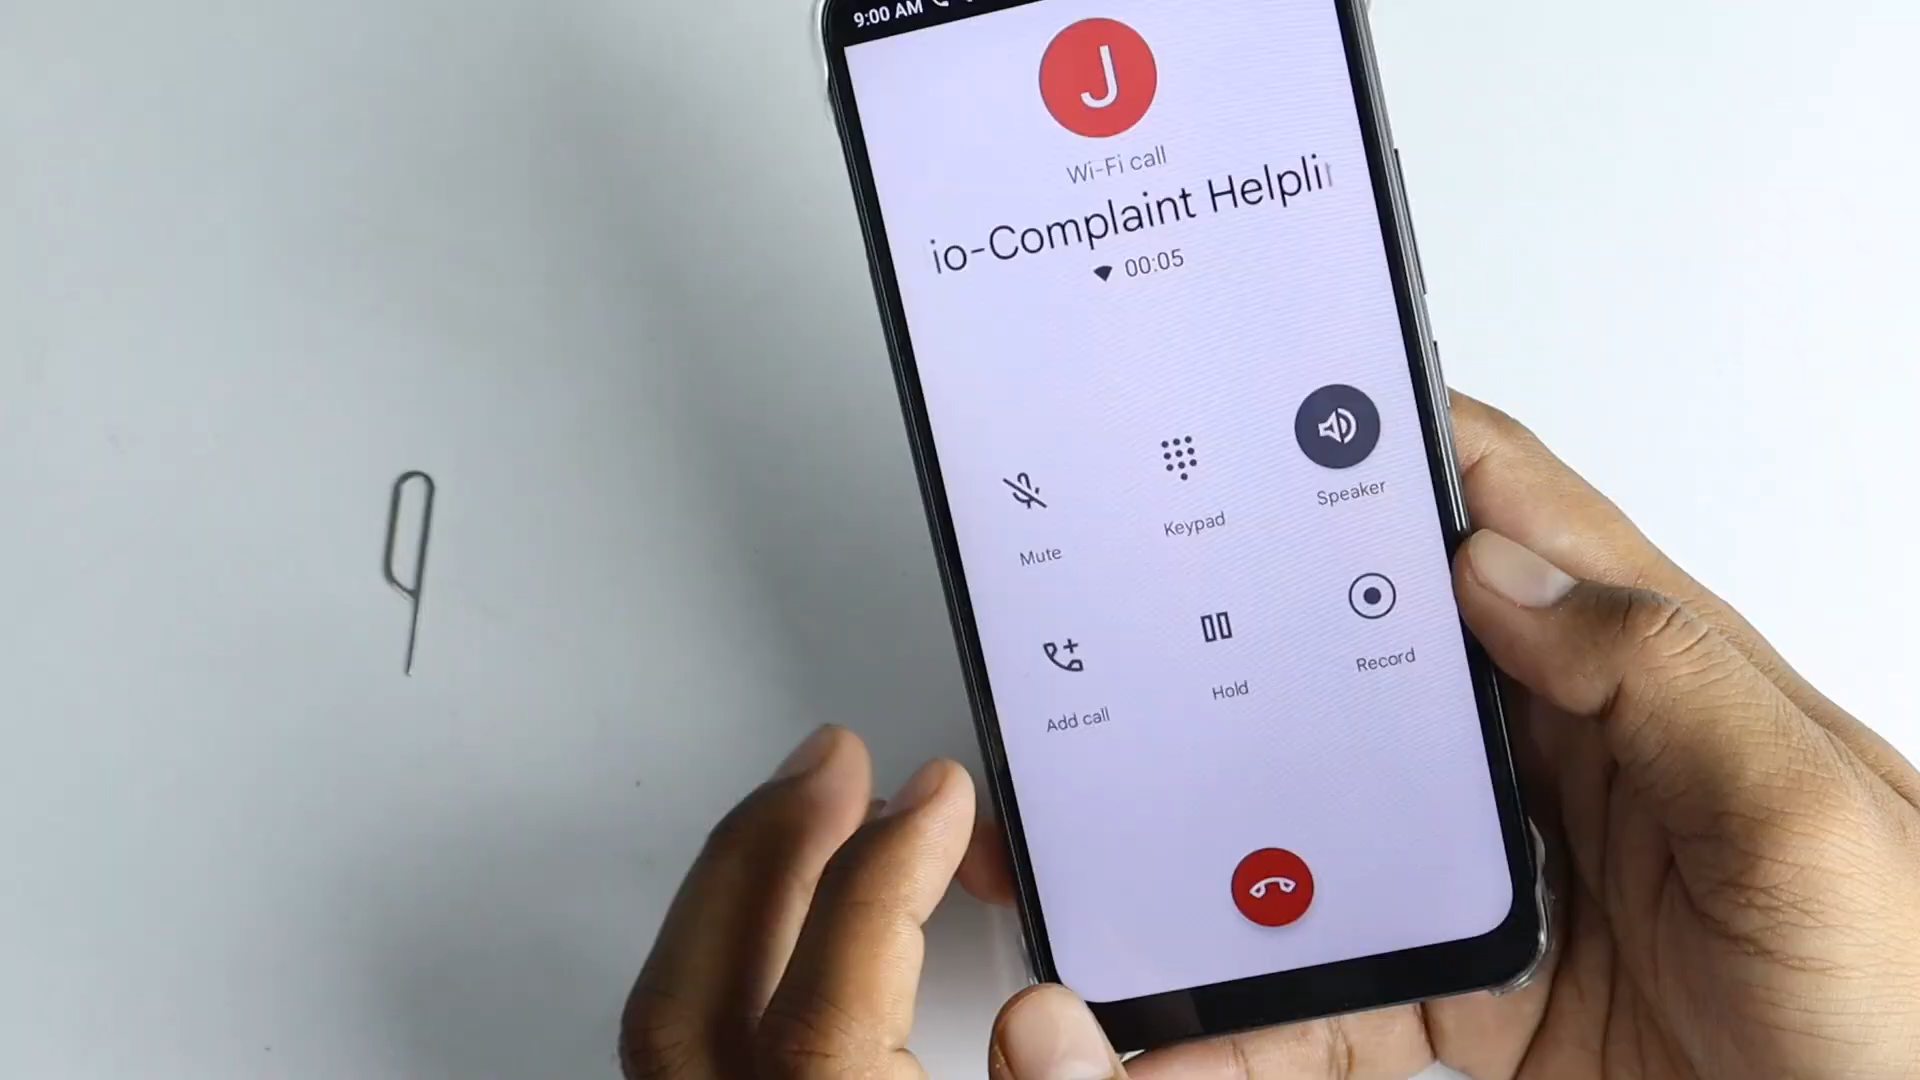 9:00 AM
J
Wi-Fi call
io-Complaint Helpli
00:05
Mute
Keypad
Speaker
Add call
Hold
Record